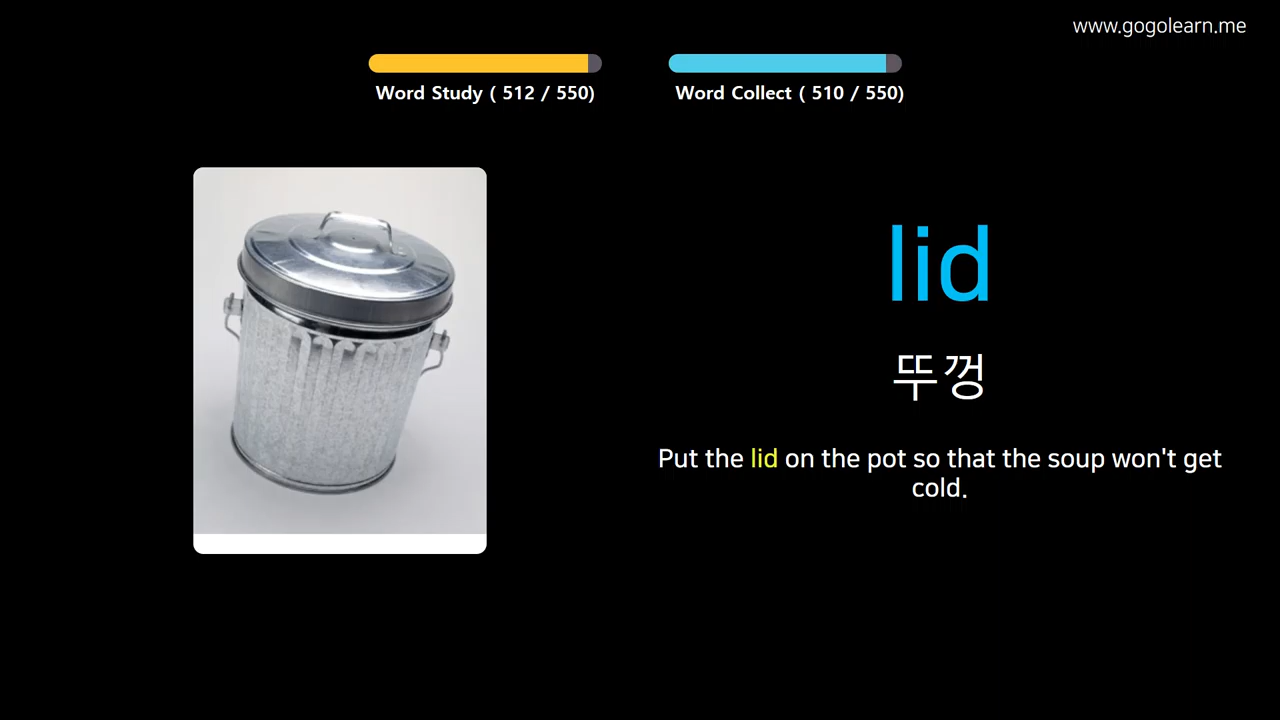 www.gogolearn.me
Word Study ( 512 / 550)
Word Collect ( 510 / 550)
lid
뚜껑
Put the lid on the pot so that the soup won't get
cold.